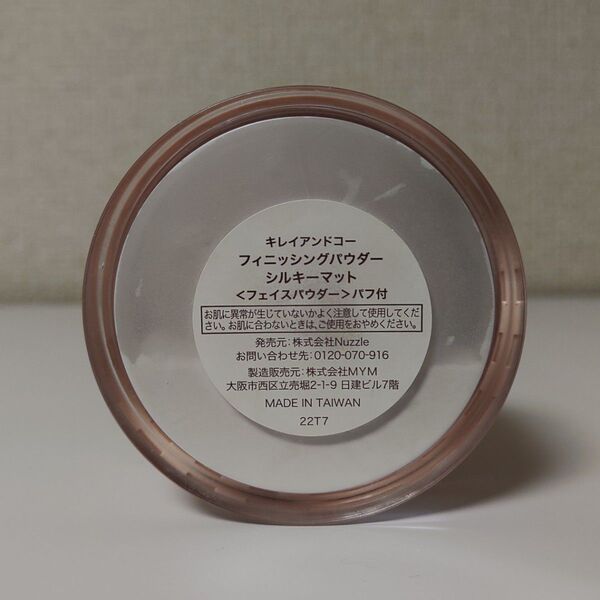 キレイアンドコー
フィニッシングパウダー
シルキーマット
<フェイスパウダー>パフ付
お肌に異常が生じていないかよく注意して使用してくだ
さい。お肌に合わないときは、ご使用をおやめください。
発売元：株式会社Nuzzle
お問い合わせ先：0120-070-916
製造販売元：株式会社MYM
大阪市西区立売堀2-1-9 日建ビル7階
MADE IN TAIWAN
22T7